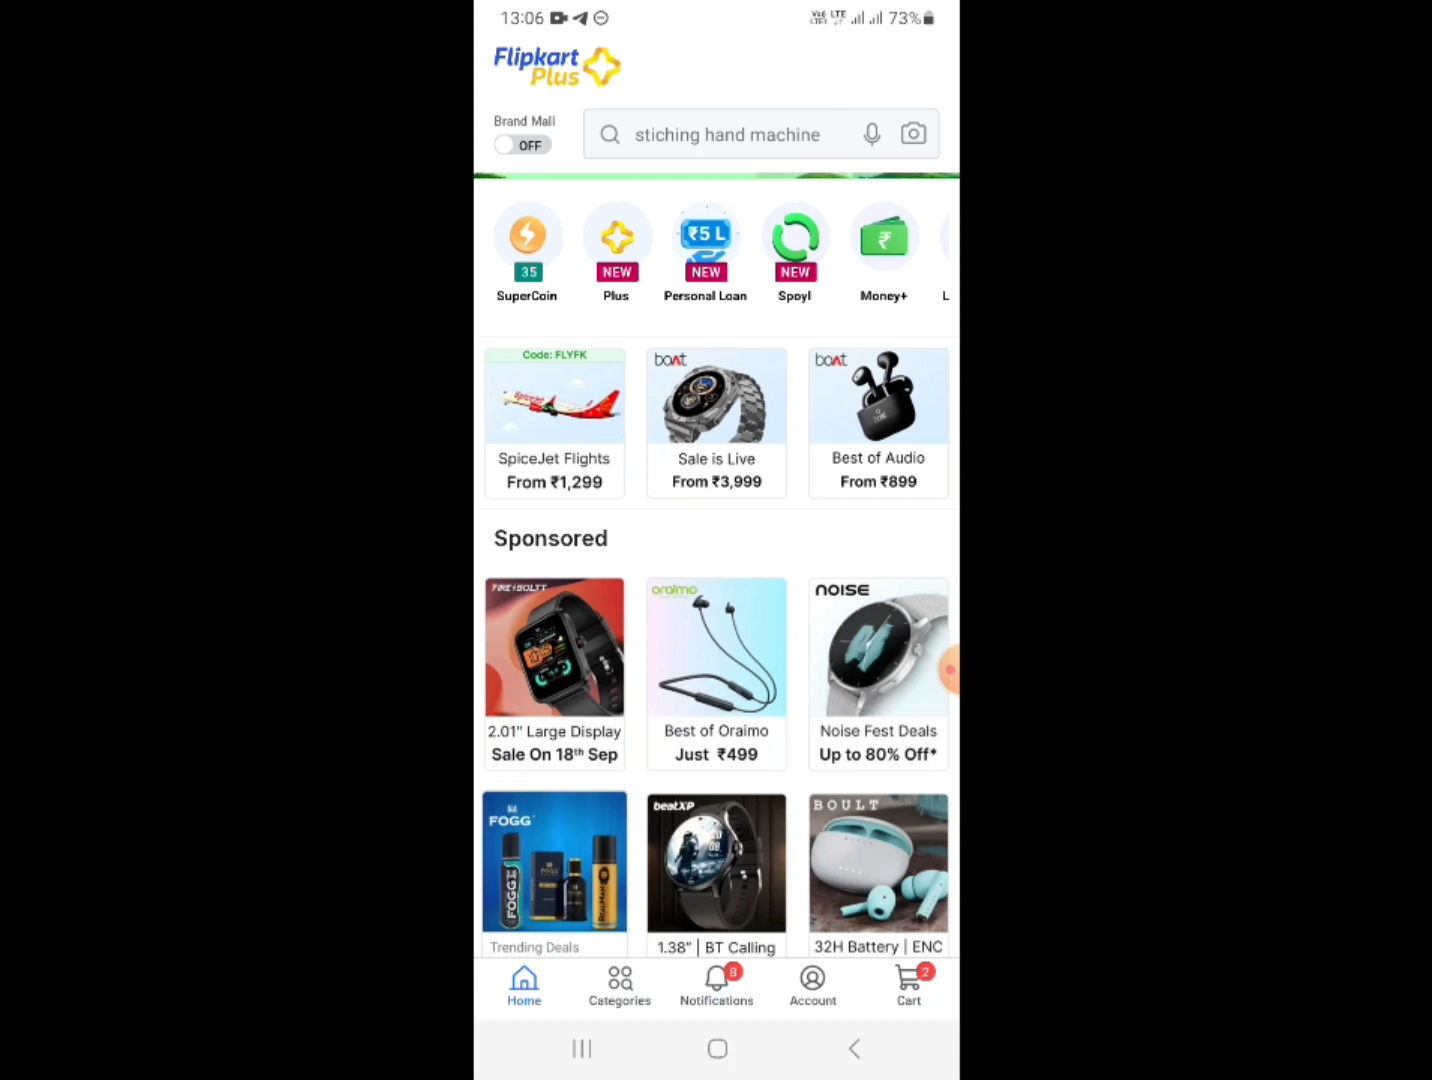 13:06 LTE 73%
Flipkart
Plus
Brand Mall
OFF
stiching hand machine
₹5 L
₹
35 NEW NEW NEW
SuperCoin Plus Personal Loan Spoyl Money+ L
Code: FLYFK
boAt
boAt
SpiceJet
SpiceJet Flights
From ₹1,299
Sale is Live
From ₹3,999
Best of Audio
From ₹899
Sponsored
FIRE-BOLTT
oraimo
NOISE
2.01" Large Display
Sale On 18th Sep
Best of Oraimo
Just ₹499
Noise Fest Deals
Up to 80% Off*
FOGG
FOGG
REALMAN
beatXP
BOULT
Trending Deals
1.38" | BT Calling
32H Battery | ENC
8
2
Home Categories Notifications Account Cart